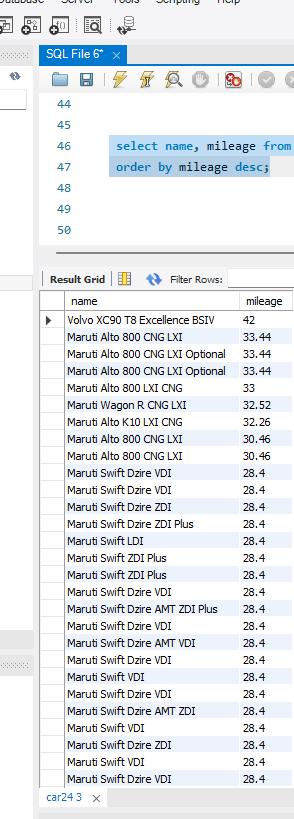 Database Server Tools Scripting Help
SQL File 6*
44
45
46 select name, mileage from
47 order by mileage desc;
48
49
50
Result Grid Filter Rows:
name mileage
Volvo XC90 T8 Excellence BSIV 42
Maruti Alto 800 CNG LXI 33.44
Maruti Alto 800 CNG LXI Optional 33.44
Maruti Alto 800 CNG LXI Optional 33.44
Maruti Alto 800 LXI CNG 33
Maruti Wagon R CNG LXI 32.52
Maruti Alto K10 LXI CNG 32.26
Maruti Alto 800 CNG LXI 30.46
Maruti Alto 800 CNG LXI 30.46
Maruti Swift Dzire VDI 28.4
Maruti Swift Dzire VDI 28.4
Maruti Swift Dzire ZDI 28.4
Maruti Swift Dzire ZDI Plus 28.4
Maruti Swift LDI 28.4
Maruti Swift ZDI Plus 28.4
Maruti Swift ZDI Plus 28.4
Maruti Swift Dzire VDI 28.4
Maruti Swift Dzire AMT ZDI Plus 28.4
Maruti Swift Dzire VDI 28.4
Maruti Swift Dzire AMT VDI 28.4
Maruti Swift Dzire VDI 28.4
Maruti Swift VDI 28.4
Maruti Swift Dzire VDI 28.4
Maruti Swift Dzire AMT ZDI 28.4
Maruti Swift VDI 28.4
Maruti Swift Dzire ZDI 28.4
Maruti Swift VDI 28.4
Maruti Swift Dzire VDI 28.4
car24 3